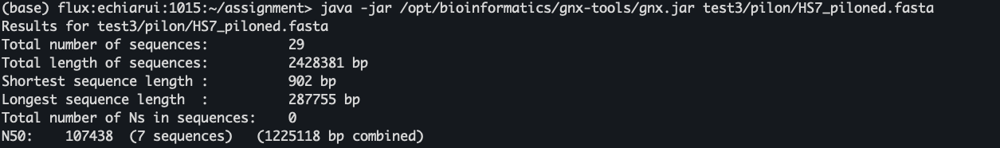 (base) flux:echiarui:1015:~/assignment> java -jar /opt/bioinformatics/gnx-tools/gnx.jar test3/pilon/HS7_piloned.fasta
Results for test3/pilon/HS7_piloned.fasta
Total number of sequences: 29
Total length of sequences: 2428381 bp
Shortest sequence length : 902 bp
Longest sequence length : 287755 bp
Total number of Ns in sequences: 0
N50: 107438 (7 sequences) (1225118 bp combined)